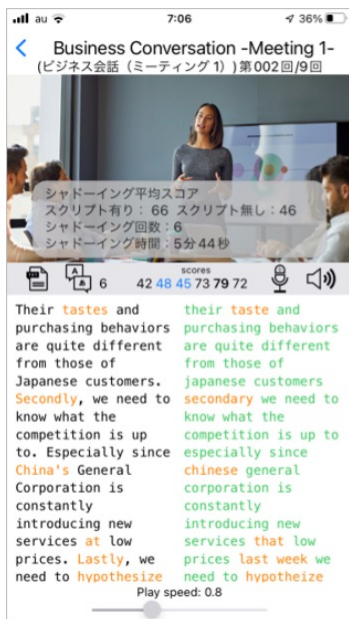 au 7:06 36%
Business Conversation -Meeting 1-
(ビジネス会話（ミーティング 1）)第002回/9回
シャドーイング平均スコア
スクリプト有り： 66 スクリプト無し：46
シャドーイング回数：6
シャドーイング時間：5分44秒
scores
6 42 48 45 73 79 72
Their tastes and
purchasing behaviors
are quite different
from those of
Japanese customers.
Secondly, we need to
know what the
competition is up
to. Especially since
China's General
Corporation is
constantly
introducing new
services at low
prices. Lastly, we
need to hypothesize
their taste and
purchasing behaviors
are quite different
from those of
japanese customers
secondary we need to
know what the
competition is up to
especially since
chinese general
corporation is
constantly
introducing new
services that low
prices last week we
need to hypothesize
Play speed: 0.8